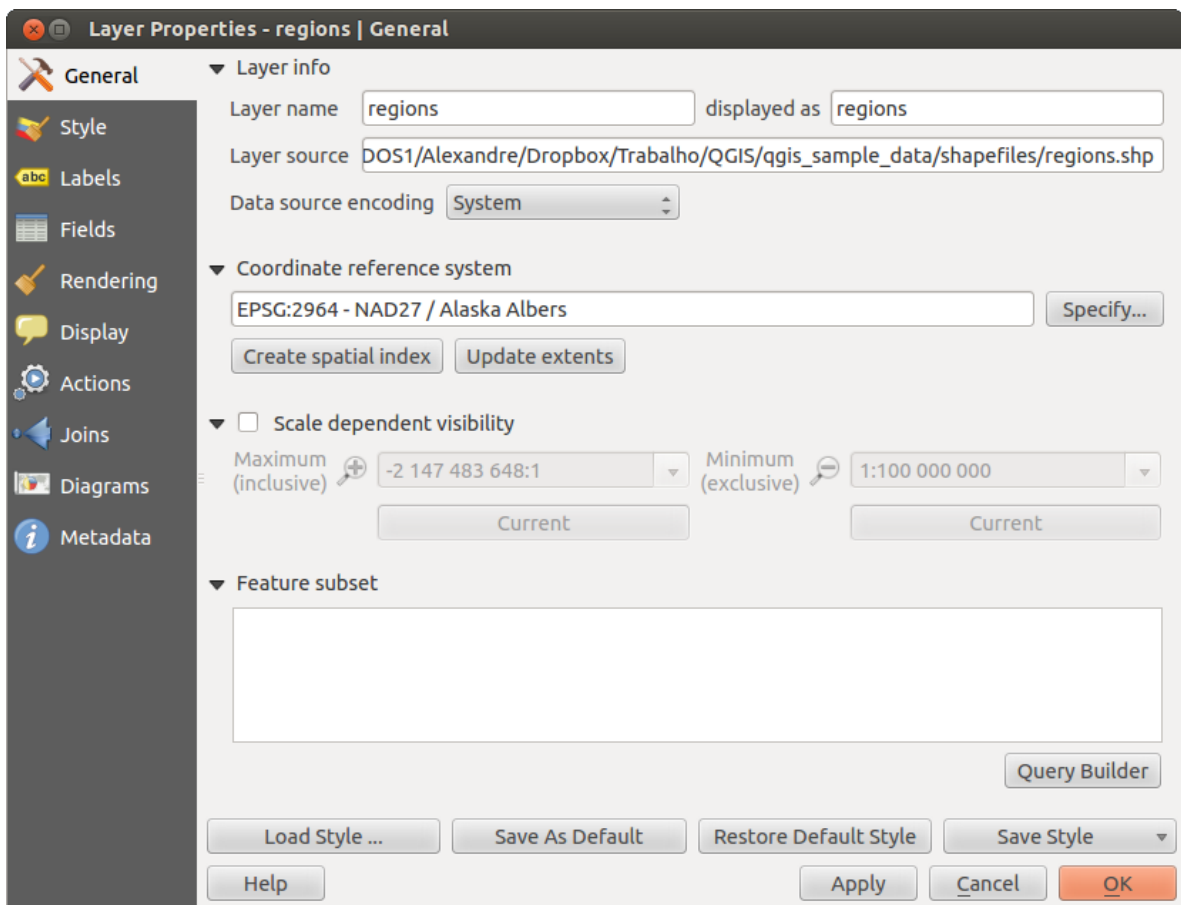 Layer Properties - regions | General
General
Style
abc Labels
Fields
Rendering
Display
Actions
Joins
Diagrams
i Metadata
Layer info
Layer name regions displayed as regions
Layer source DOS1/Alexandre/Dropbox/Trabalho/QGIS/qgis_sample_data/shapefiles/regions.shp
Data source encoding System
Coordinate reference system
EPSG:2964 - NAD27 / Alaska Albers Specify...
Create spatial index Update extents
Scale dependent visibility
Maximum (inclusive) -2 147 483 648:1 Minimum (exclusive) 1:100 000 000
Current Current
Feature subset
Query Builder
Load Style ... Save As Default Restore Default Style Save Style
Help Apply Cancel OK